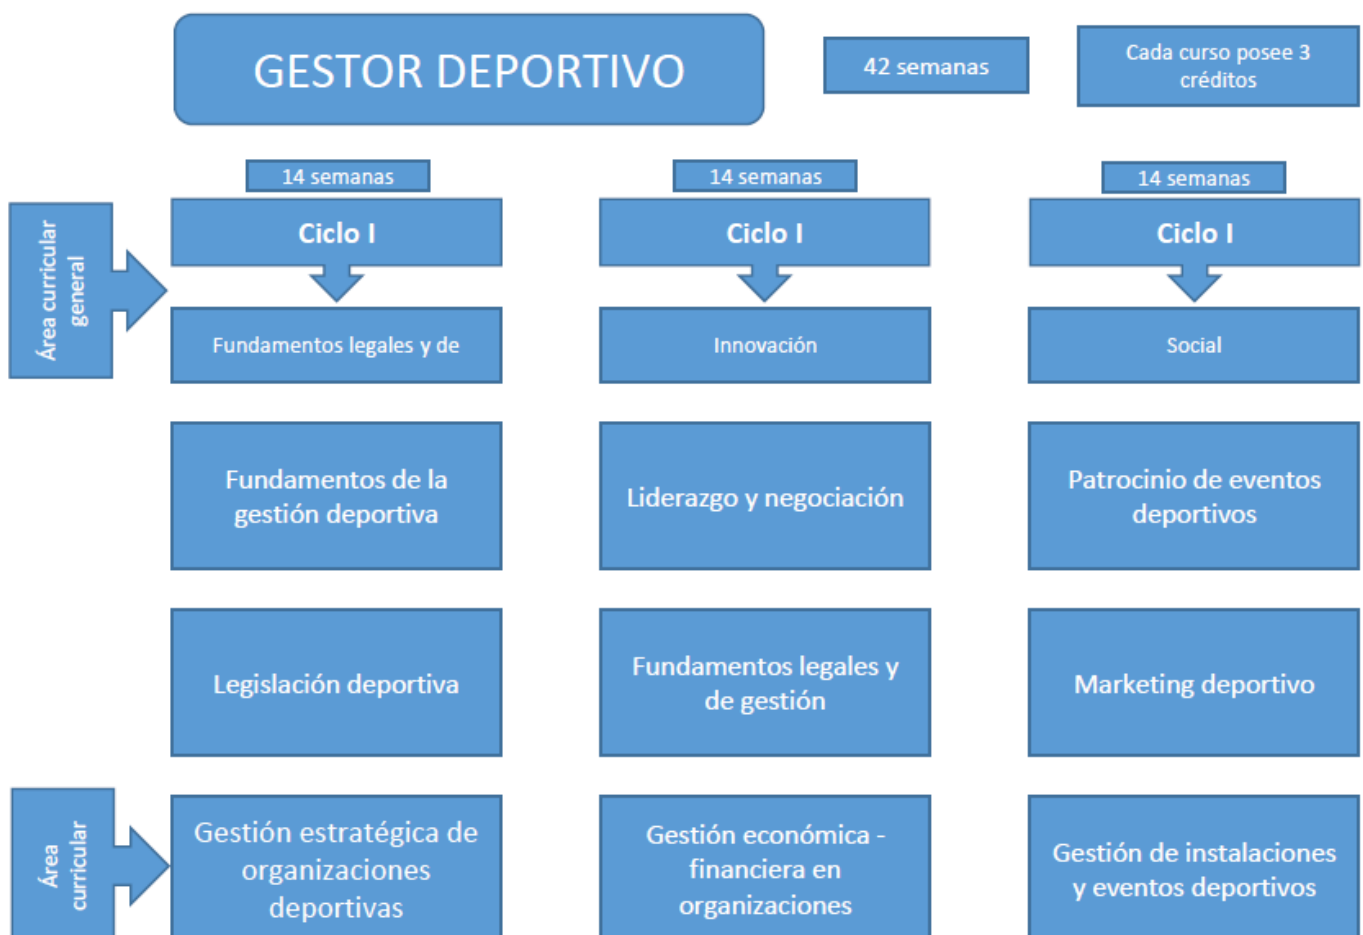 GESTOR DEPORTIVO
42 semanas
Cada curso posee 3
créditos
14 semanas
14 semanas
14 semanas
Área curricular
general
Ciclo I
Ciclo I
Ciclo I
Fundamentos legales y de
Innovación
Social
Fundamentos de la
gestión deportiva
Liderazgo y negociación
Patrocinio de eventos
deportivos
Legislación deportiva
Fundamentos legales y
de gestión
Marketing deportivo
Área
curricular
Gestión estratégica de
organizaciones
deportivas
Gestión económica -
financiera en
organizaciones
Gestión de instalaciones
y eventos deportivos